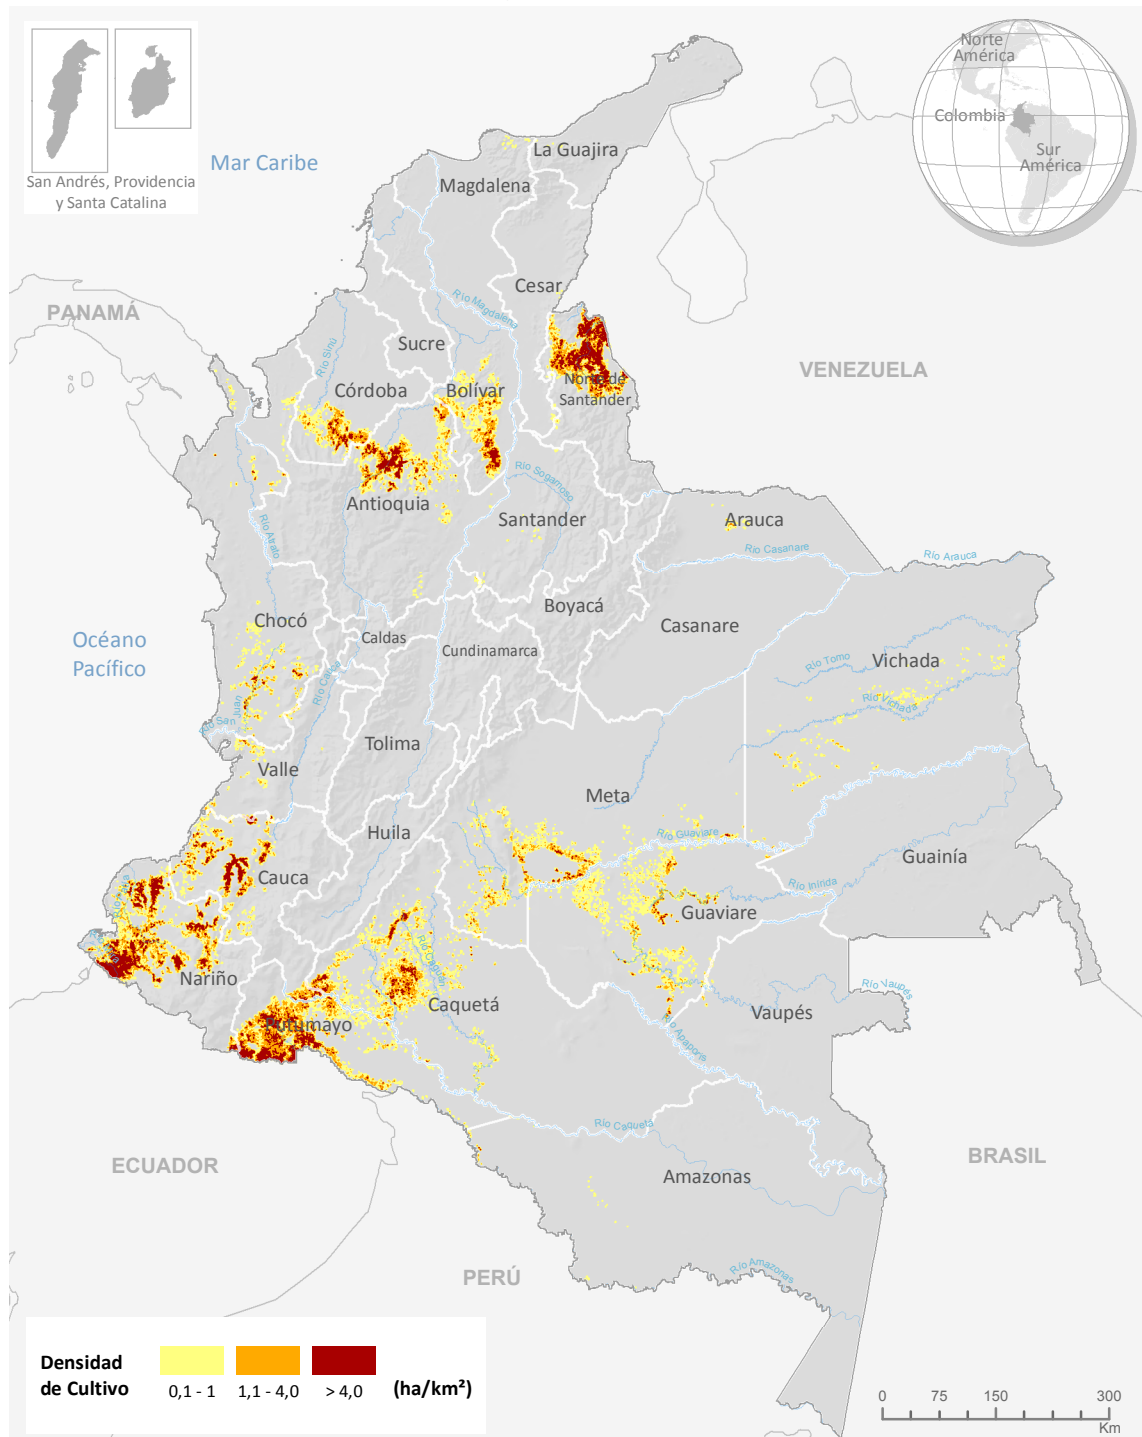 Norte
América
Colombia
Sur
América
San Andrés, Providencia
y Santa Catalina
Mar Caribe
La Guajira
Magdalena
Cesar
Río Magdalena
PANAMÁ
Sucre
Río Sinú
Córdoba
Bolívar
Norte de
Santander
VENEZUELA
Río Sogamoso
Antioquia
Santander
Arauca
Río Atrato
Río Casanare
Río Arauca
Boyacá
Chocó
Casanare
Caldas
Cundinamarca
Océano
Pacífico
Río Cauca
Río Tomo
Vichada
Río Vichada
Río San Juan
Tolima
Valle
Meta
Huila
Río Guaviare
Guainía
Cauca
Río Inírida
Guaviare
Nariño
Río Caguán
Caquetá
Río Vaupés
Vaupés
Putumayo
Río Apaporis
Río Caquetá
ECUADOR
BRASIL
Amazonas
PERÚ
Río Amazonas
Densidad
de Cultivo
0,1 - 1
1,1 - 4,0
> 4,0
(ha/km²)
0 75 150 300
Km